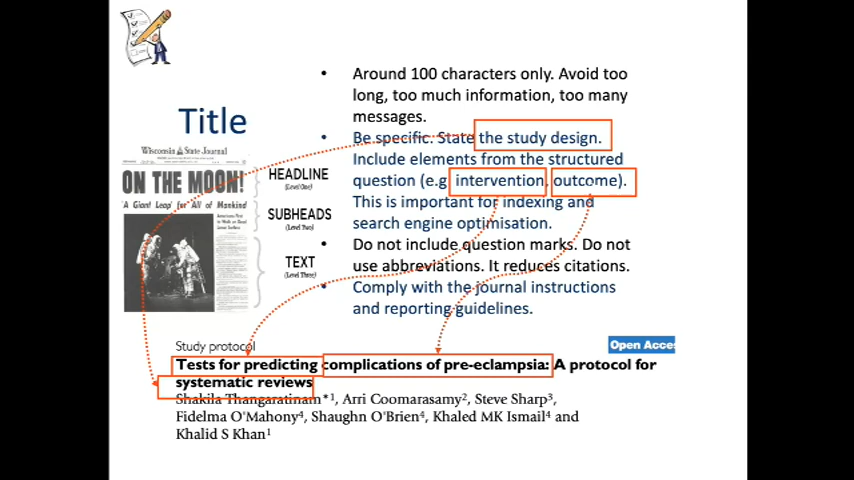 Title
Wisconsin State Journal
ON THE MOON!
'A Giant Leap for All of Mankind
HEADLINE
(Level One)
SUBHEADS
(Level Two)
TEXT
(Level Three)
• Around 100 characters only. Avoid too
long, too much information, too many
messages.
• Be specific. State the study design.
Include elements from the structured
question (e.g intervention, outcome).
This is important for indexing and
search engine optimisation.
• Do not include question marks. Do not
use abbreviations. It reduces citations.
• Comply with the journal instructions
and reporting guidelines.
Study protocol
Open Acces
Tests for predicting complications of pre-eclampsia: A protocol for
systematic reviews
Shakila Thangaratinam*1, Arri Coomarasamy2, Steve Sharp3,
Fidelma O'Mahony4, Shaughn O'Brien4, Khaled MK Ismail4 and
Khalid S Khan1